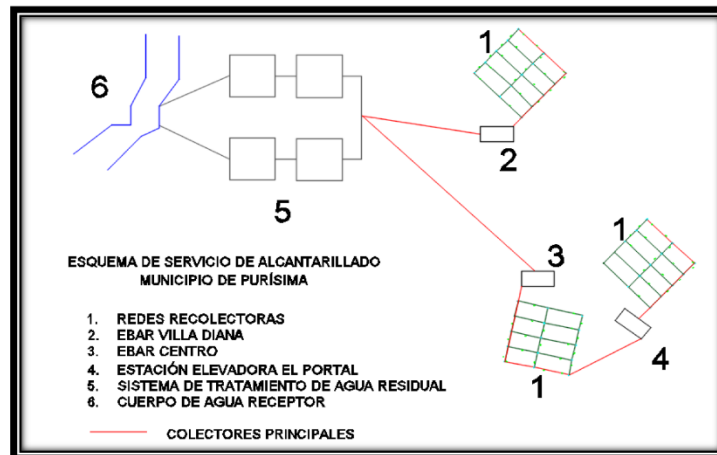 1
6
2
5
1
3
4
1
ESQUEMA DE SERVICIO DE ALCANTARILLADO
MUNICIPIO DE PURÍSIMA
1. REDES RECOLECTORAS
2. EBAR VILLA DIANA
3. EBAR CENTRO
4. ESTACIÓN ELEVADORA EL PORTAL
5. SISTEMA DE TRATAMIENTO DE AGUA RESIDUAL
6. CUERPO DE AGUA RECEPTOR
COLECTORES PRINCIPALES